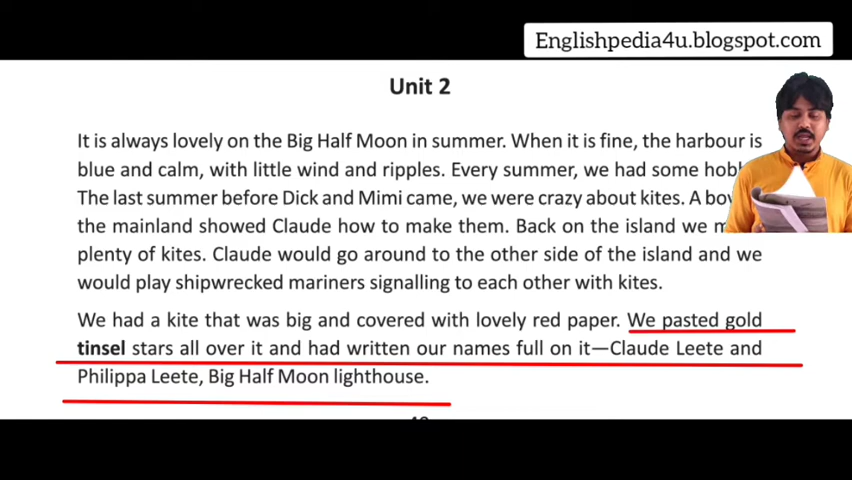 Englishpedia4u.blogspot.com
Unit 2
It is always lovely on the Big Half Moon in summer. When it is fine, the harbour is
blue and calm, with little wind and ripples. Every summer, we had some
The last summer before Dick and Mimi came, we were crazy about kites. A
the mainland showed Claude how to make them. Back on the island we
plenty of kites. Claude would go around to the other side of the island and we
would play shipwrecked mariners signalling to each other with kites.
We had a kite that was big and covered with lovely red paper. We pasted gold
tinsel stars all over it and had written our names full on it—Claude Leete and
Philippa Leete, Big Half Moon lighthouse.